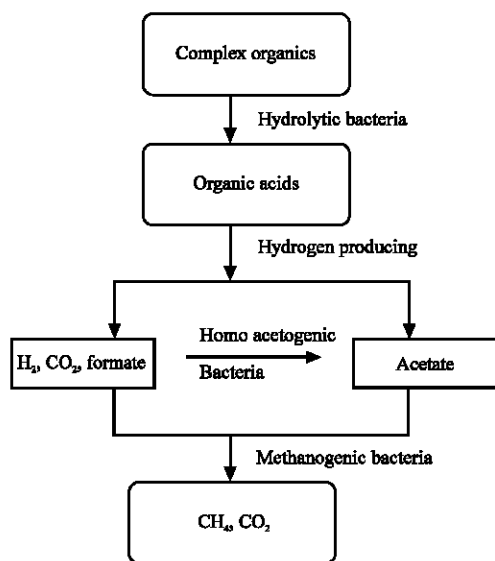 Complex organics
Hydrolytic bacteria
Organic acids
Hydrogen producing
Homo acetogenic
H₂, CO₂, formate
Bacteria
Acetate
Methanogenic bacteria
CH₄, CO₂